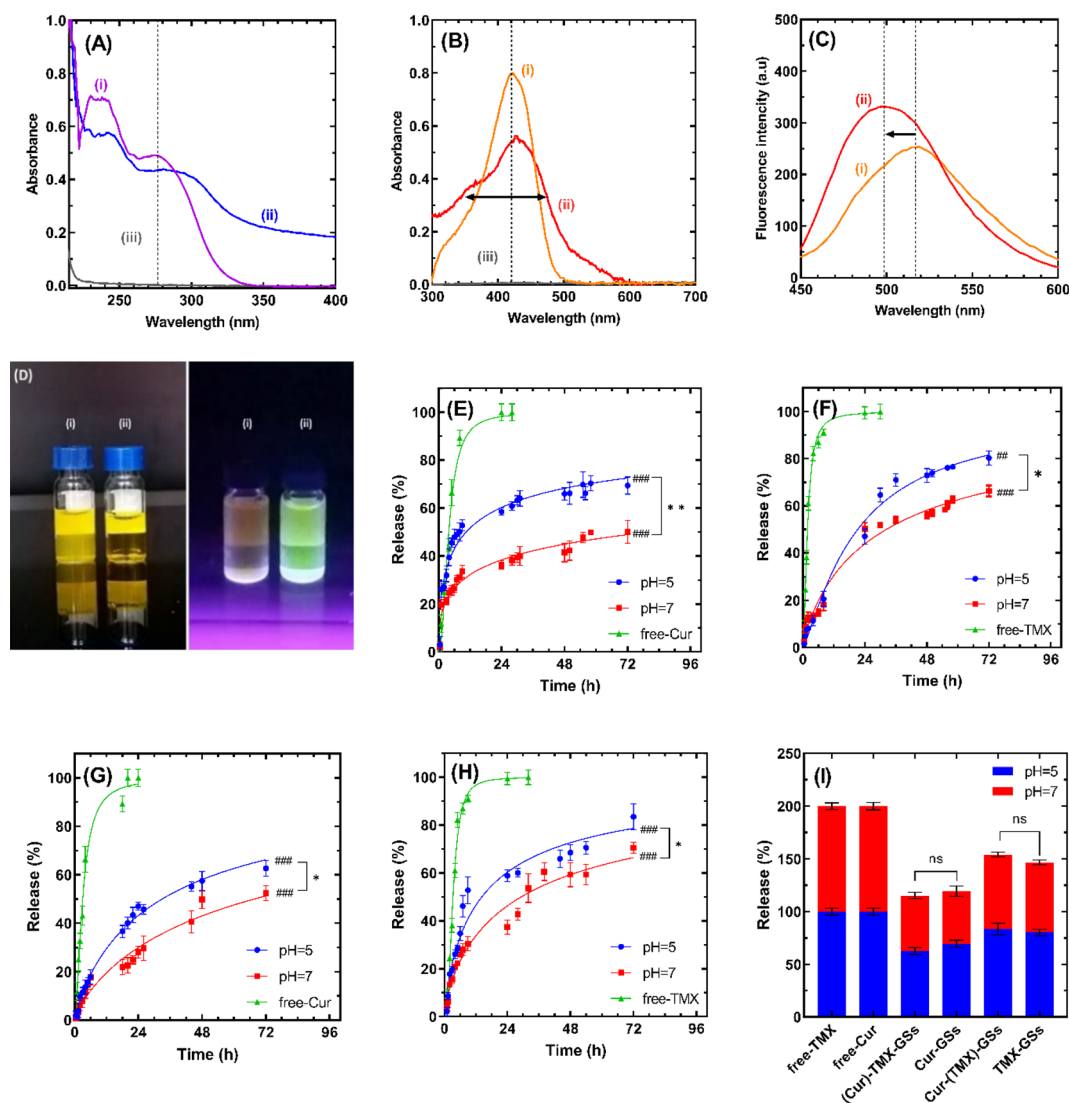 (A)
1.0
0.8
0.6
0.4
0.2
0.0
Absorbance
(i)
(ii)
(iii)
250
300
350
400
Wavelength (nm)
(B)
1.0
0.8
0.6
0.4
0.2
0.0
Absorbance
(i)
(ii)
(iii)
300
400
500
600
700
Wavelength (nm)
(C)
500
400
300
200
100
0
Fluorescence intencity (a.u)
(ii)
(i)
450
500
550
600
Wavelength (nm)
(D)
(i)
(ii)
(i)
(ii)
(E)
100
80
60
40
20
0
Release (%)
###
* *
###
pH=5
pH=7
free-Cur
0
24
48
72
96
Time (h)
(F)
100
80
60
40
20
0
Release (%)
##
*
###
pH=5
pH=7
free-TMX
0
24
48
72
96
Time (h)
(G)
100
80
60
40
20
0
Release (%)
###
*
###
pH=5
pH=7
free-Cur
0
24
48
72
96
Time (h)
(H)
100
80
60
40
20
0
Release (%)
###
*
###
pH=5
pH=7
free-TMX
0
24
48
72
96
Time (h)
(I)
250
200
150
100
50
0
Release (%)
pH=5
pH=7
ns
ns
free-TMX
free-Cur
(Cur)-TMX-GSs
Cur-GSs
Cur-(TMX)-GSs
TMX-GSs